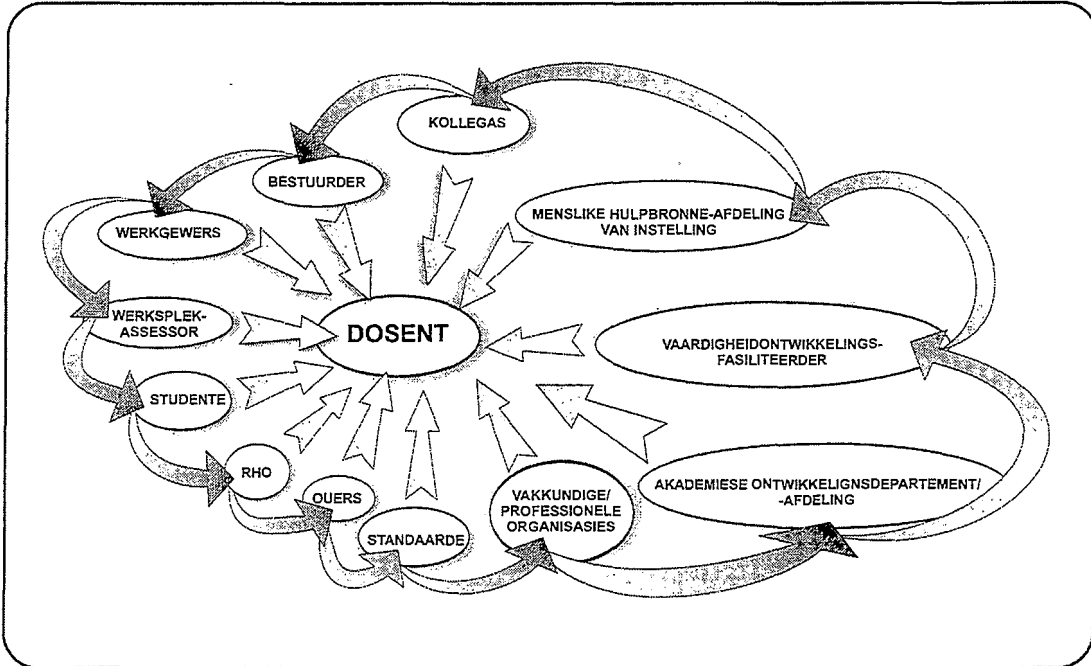 KOLLEGAS
BESTUURDER
MENSLIKE HULPBRONNE-AFDELING
VAN INSTELLING
WERKGEWERS
WERKSPLEK-
ASSESSOR
DOSENT
VAARDIGHEIDONTWIKKELINGS-
FASILITEERDER
STUDENTE
RHO
OUERS
STANDAARDE
VAKKUNDIGE/
PROFESSIONELE
ORGANISASIES
AKADEMIESE ONTWIKKELIGNSDEPARTEMENT/
-AFDELING